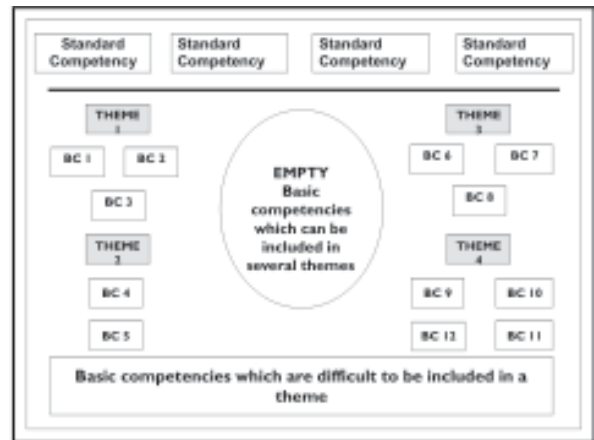 Standard Competency
Standard Competency
Standard Competency
Standard Competency
THEME 1
BC 1
BC 2
BC 3
THEME 2
BC 4
BC 5
EMPTY
Basic
competencies
which can be
included in
several themes
THEME 3
BC 6
BC 7
BC 8
THEME 4
BC 9
BC 10
BC 12
BC 11
Basic competencies which are difficult to be included in a
theme